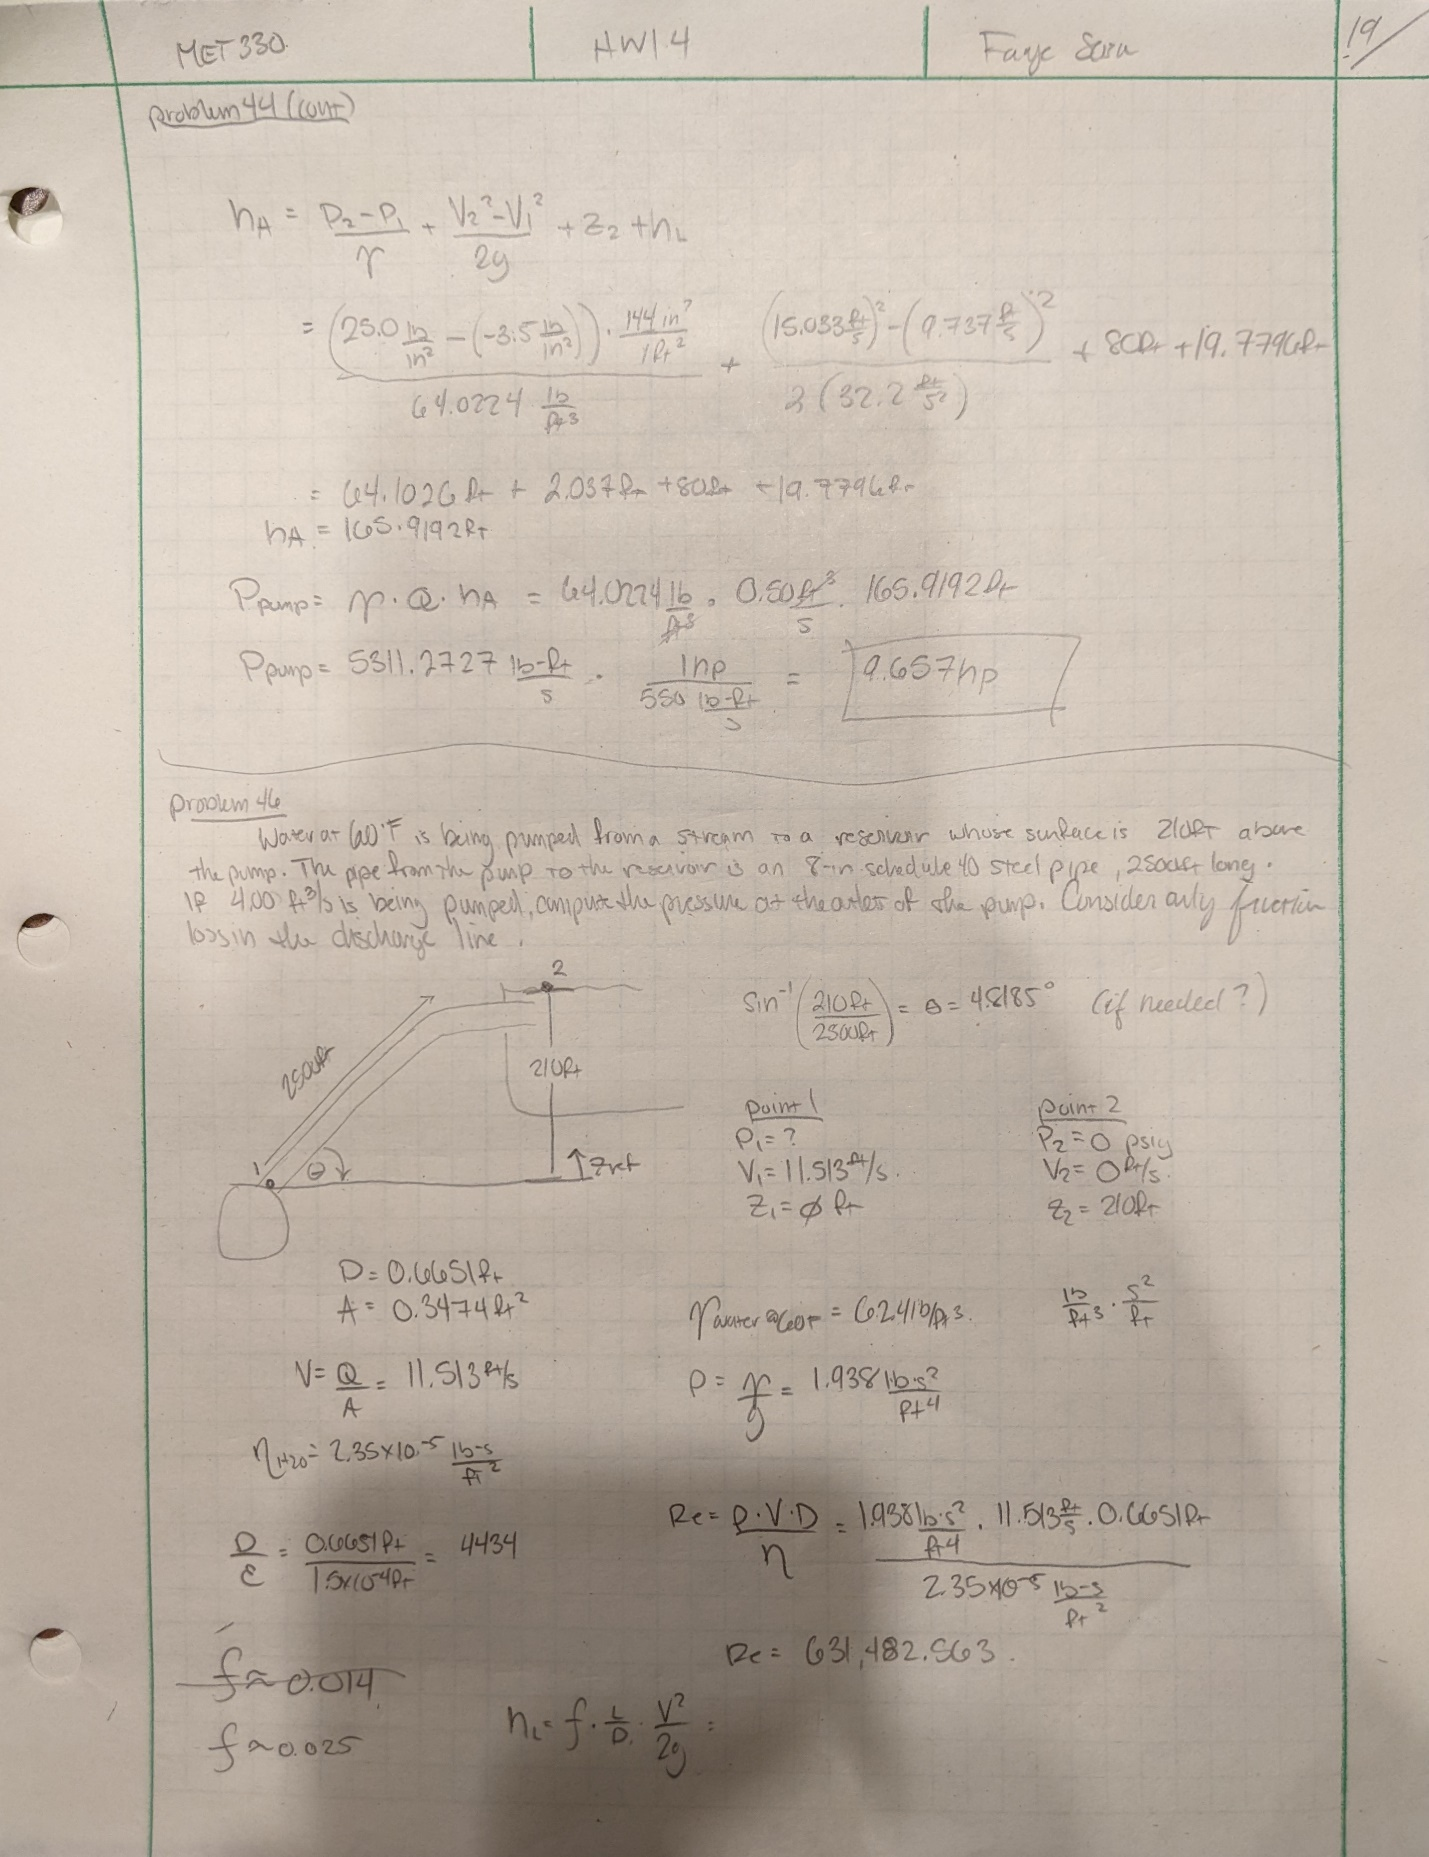 MET 330
HW1.4
19/
Problem 44 (cont)
hA = P2-P1/γ + V2²-V1²/2g + Z2 + hL
= (25.0 lb/in² - (-3.5 lb/in²)) · 144 in²/1ft² / 64.0224 lb/ft³ + (15.033 ft/s)² - (9.737 ft/s)² / 2(32.2 ft/s²) + 80ft + 19.7796ft
= 64.1026 ft + 2.037ft + 80ft + 19.7796ft
hA = 165.9192ft
Ppump = γ · Q · hA = 64.0224 lb/ft³ · 0.50 ft³/s · 165.9192ft
Ppump = 5311.2727 lb-ft/s · 1hp / 550 lb-ft/s = 9.657hp
Problem 46
Water at 60°F is being pumped from a stream to a reservoir whose surface is 210ft above
the pump. The pipe from the pump to the reservoir is an 8-in schedule 40 steel pipe, 2500ft long.
If 4.00 ft³/s is being pumped, compute the pressure at the outlet of the pump. Consider only friction
loss in the discharge line.
2
2500ft
210ft
1
θ
↑Zref
sin⁻¹(210ft/2500ft) = θ = 4.8185° (if needed?)
Point 1
P1 = ?
V1 = 11.513 ft/s.
Z1 = ø ft
Point 2
P2 = 0 psig
V2 = 0 ft/s.
Z2 = 210ft
D = 0.6651ft
A = 0.3474 ft²
γwater@60F = 62.4 lb/ft3. lb/ft3 · s²/ft
V = Q/A = 11.513 ft/s
ρ = γ/g = 1.938 lb·s²/ft4
ηH20 = 2.35×10-5 lb-s/ft²
D/ε = 0.6651ft/1.5x10-4ft = 4434
Re = ρ·V·D/η = 1.938 lb·s²/ft4 · 11.513 ft/s · 0.6651ft / 2.35×10-5 lb-s/ft²
Re = 631,482.563.
f ≈ 0.014
f ≈ 0.025
hL = f · L/D · V²/2g =